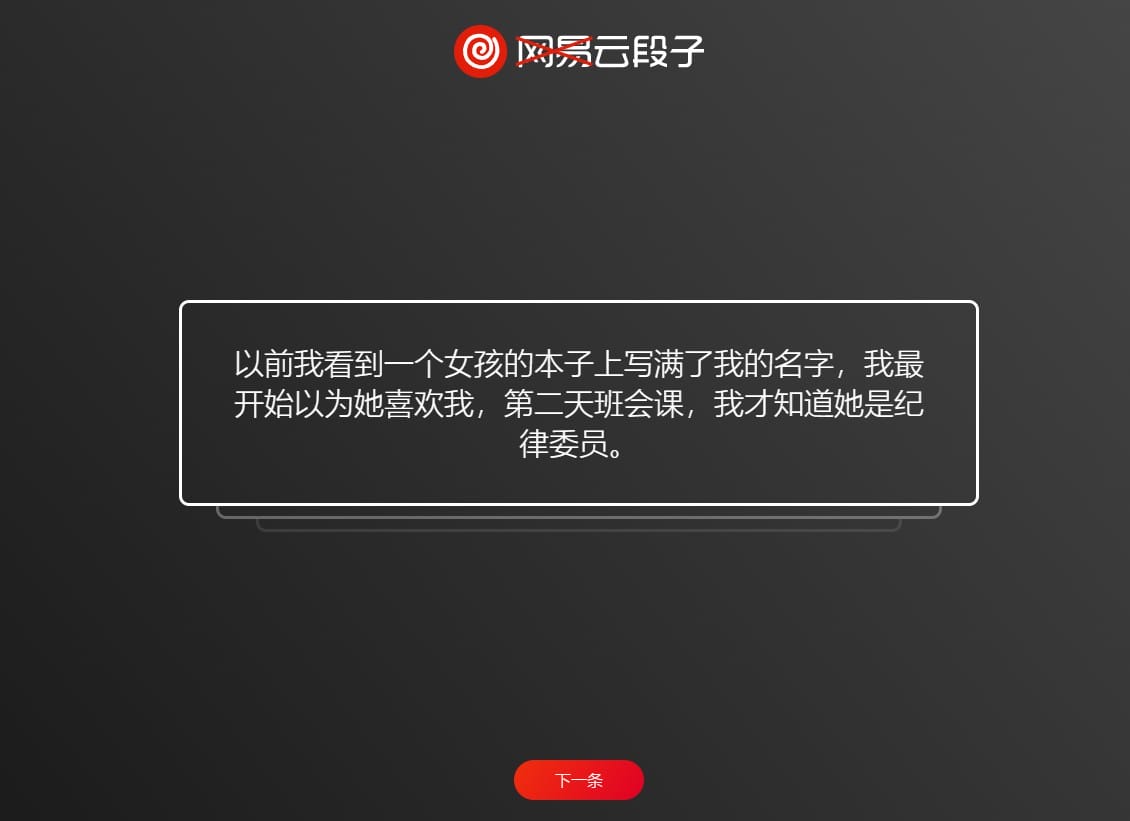 网易云段子
以前我看到一个女孩的本子上写满了我的名字，我最
开始以为她喜欢我，第二天班会课，我才知道她是纪
律委员。
下一条